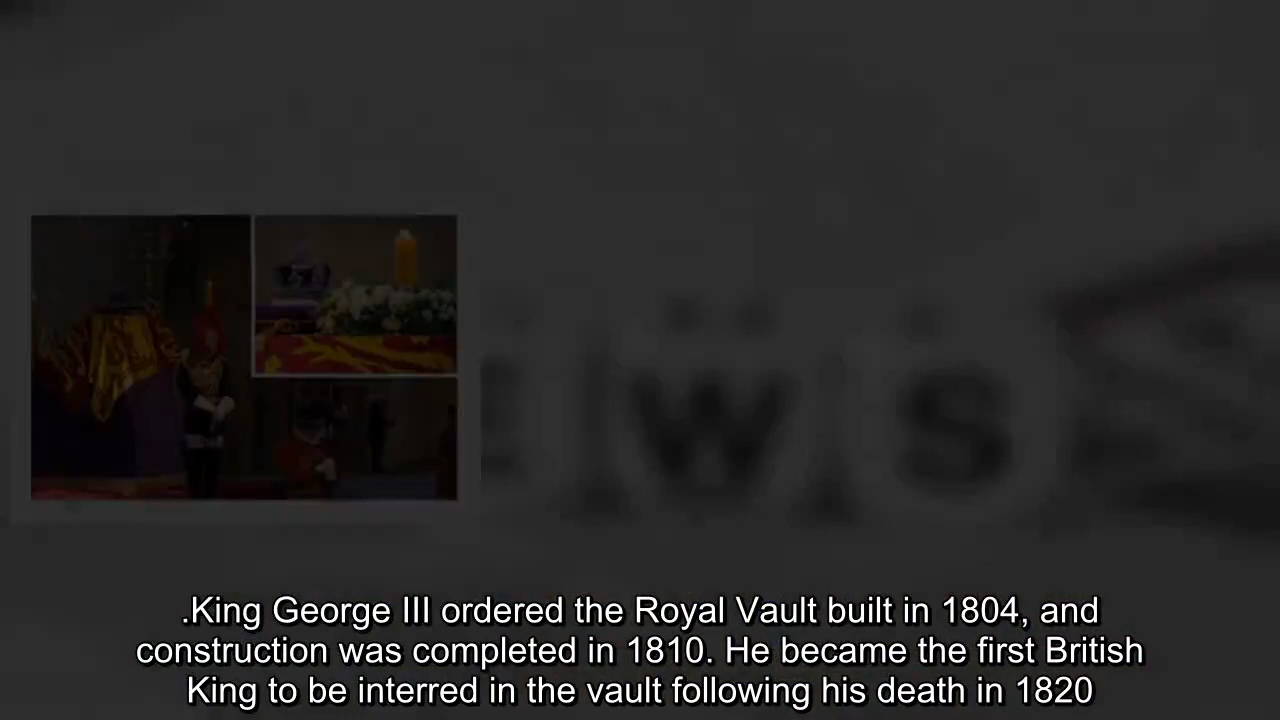 E W S
.King George III ordered the Royal Vault built in 1804, and
construction was completed in 1810. He became the first British
King to be interred in the vault following his death in 1820